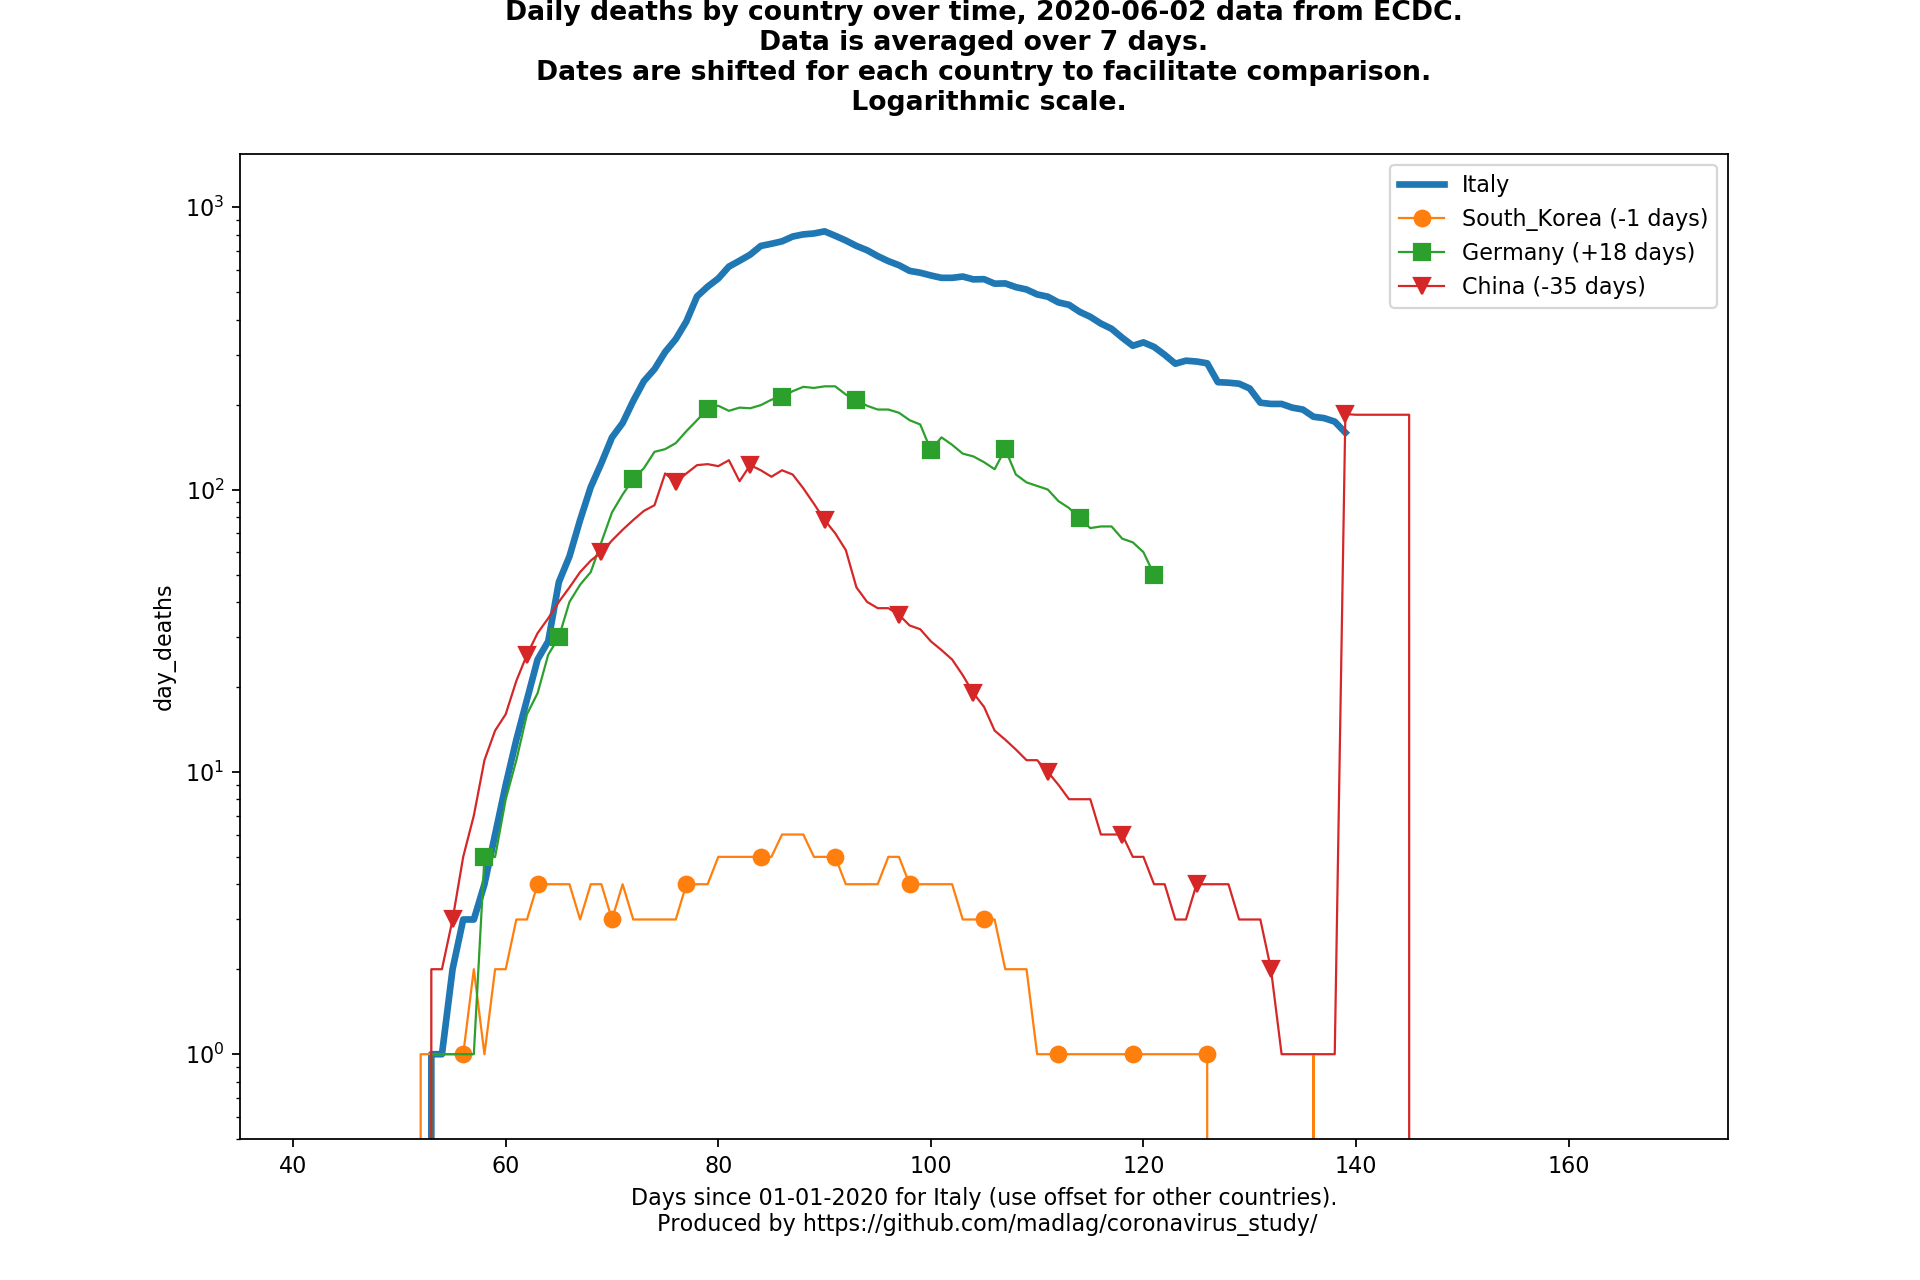 Daily deaths by country over time, 2020-06-02 data from ECDC.
Data is averaged over 7 days.
Dates are shifted for each country to facilitate comparison.
Logarithmic scale.
Italy
South_Korea (-1 days)
Germany (+18 days)
China (-35 days)
10³
10²
10¹
10⁰
day_deaths
40 60 80 100 120 140 160
Days since 01-01-2020 for Italy (use offset for other countries).
Produced by https://github.com/madlag/coronavirus_study/